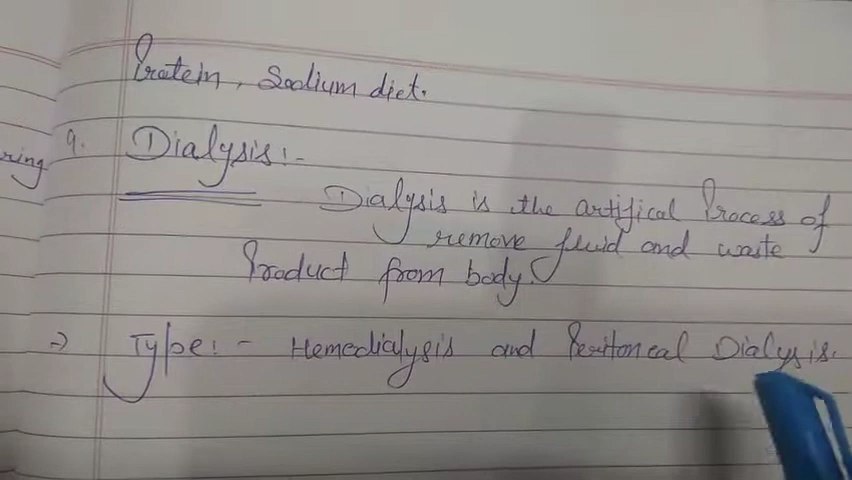 Protein, Sodium diet.
9. Dialysis:-
ring
Dialysis is the artifical Process of
remove fluid and waste
Product from body.
→ Type:- Hemedialysis and Peritoneal Dialysis.